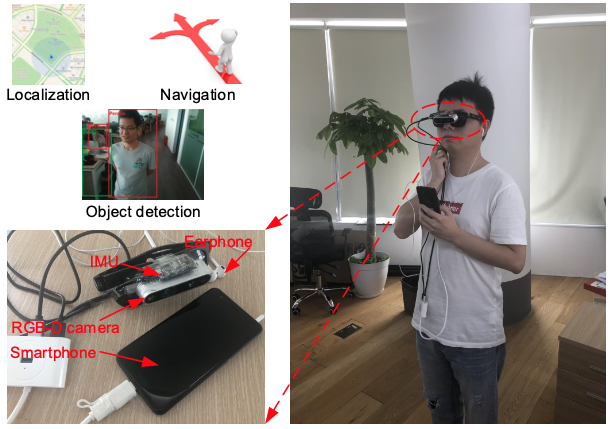 Localization
Navigation
Object detection
Earphone
IMU
RGB-D camera
Smartphone